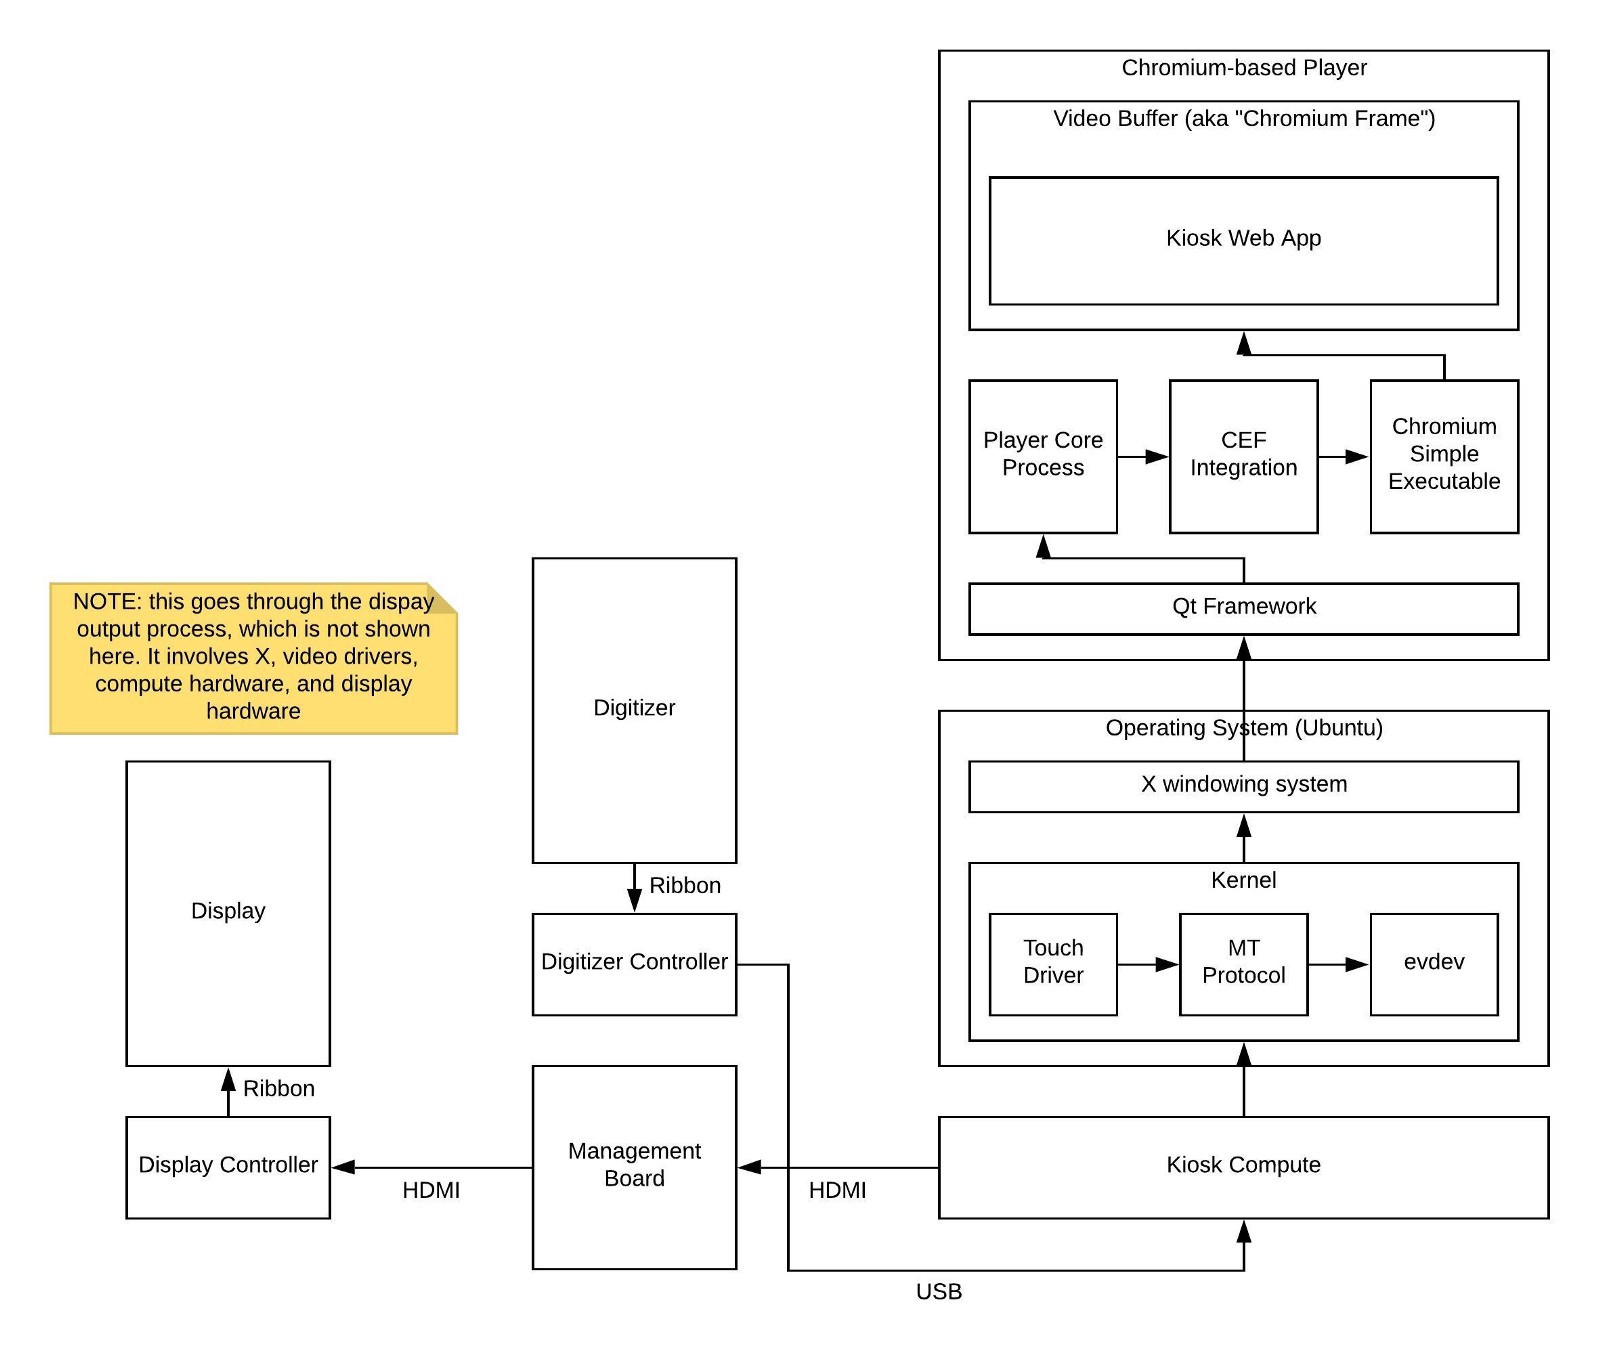 Chromium-based Player
Video Buffer (aka "Chromium Frame")
Kiosk Web App
Player Core
Process
CEF
Integration
Chromium
Simple
Executable
Qt Framework
NOTE: this goes through the dispay
output process, which is not shown
here. It involves X, video drivers,
compute hardware, and display
hardware
Digitizer
Operating System (Ubuntu)
X windowing system
Kernel
Touch
Driver
MT
Protocol
evdev
Display
Ribbon
Digitizer Controller
Ribbon
Display Controller
HDMI
Management
Board
HDMI
Kiosk Compute
USB